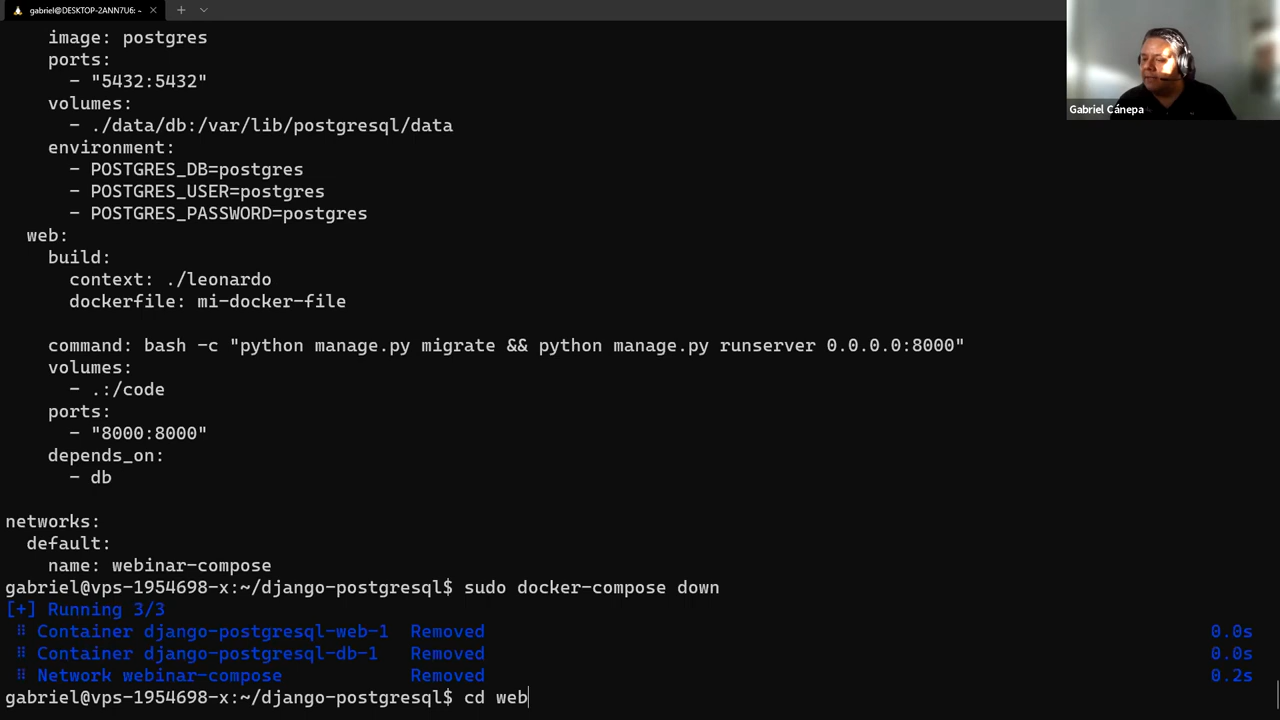 gabriel@DESKTOP-2ANN7U6: ~
image: postgres
ports:
- "5432:5432"
volumes:
- ./data/db:/var/lib/postgresql/data
environment:
- POSTGRES_DB=postgres
- POSTGRES_USER=postgres
- POSTGRES_PASSWORD=postgres
web:
build:
context: ./leonardo
dockerfile: mi-docker-file
command: bash -c "python manage.py migrate && python manage.py runserver 0.0.0.0:8000"
volumes:
- .:/code
ports:
- "8000:8000"
depends_on:
- db
networks:
default:
name: webinar-compose
gabriel@vps-1954698-x:~/django-postgresql$ sudo docker-compose down
[+] Running 3/3
⠿ Container django-postgresql-web-1 Removed 0.0s
⠿ Container django-postgresql-db-1 Removed 0.0s
⠿ Network webinar-compose Removed 0.2s
gabriel@vps-1954698-x:~/django-postgresql$ cd web
Gabriel Cánepa